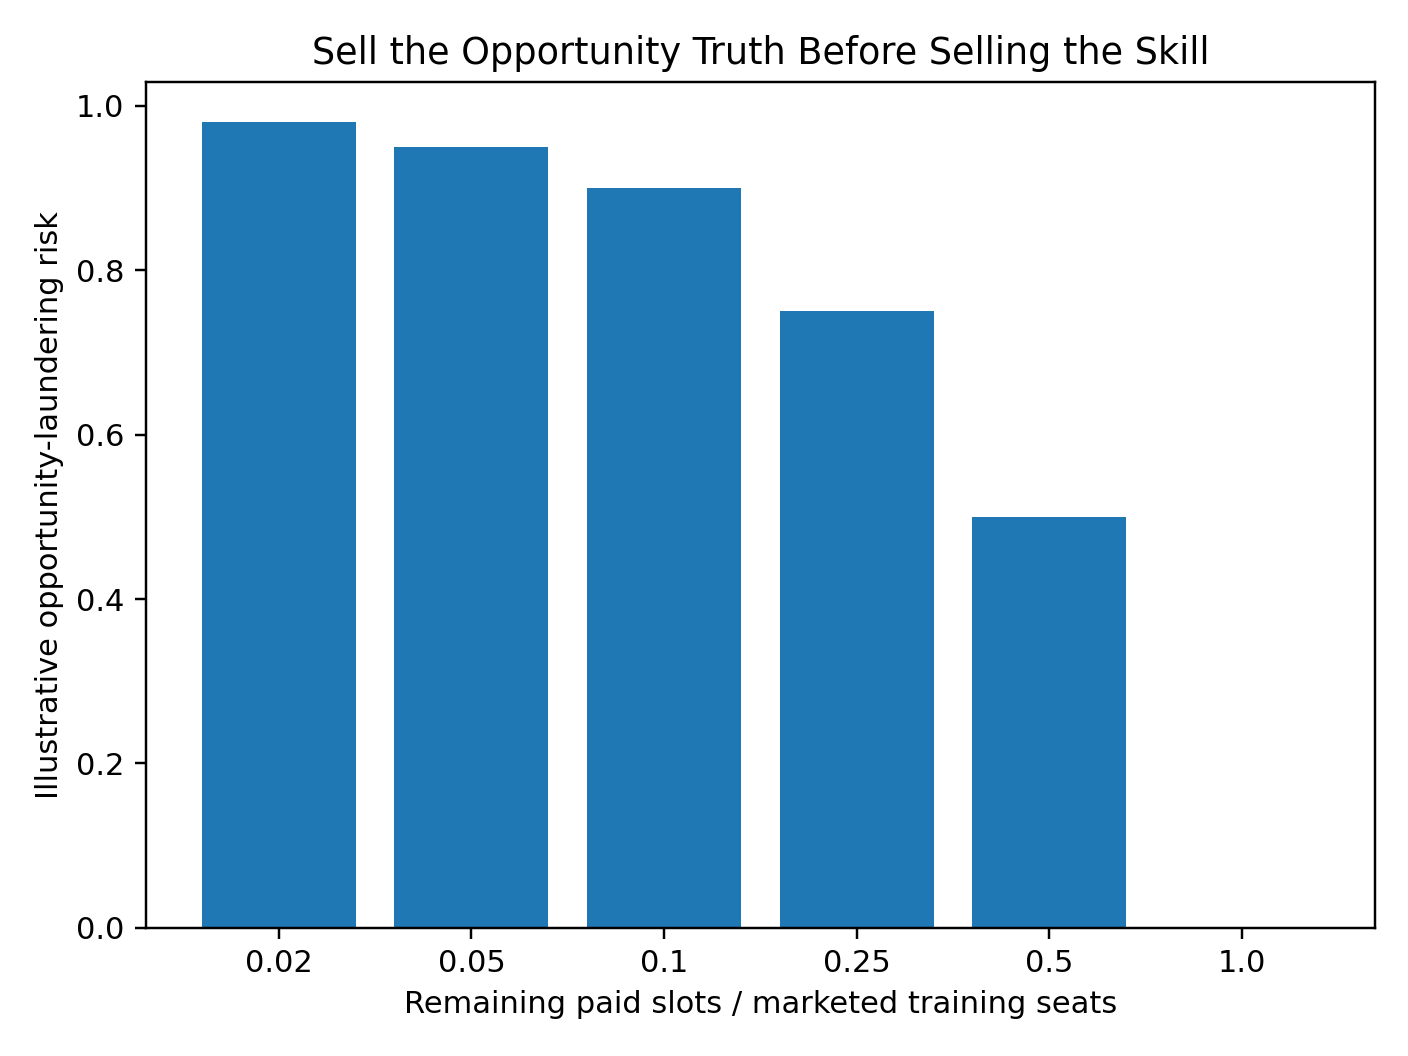 Sell the Opportunity Truth Before Selling the Skill
Illustrative opportunity-laundering risk
1.0
0.8
0.6
0.4
0.2
0.0
0.02 0.05 0.1 0.25 0.5 1.0
Remaining paid slots / marketed training seats